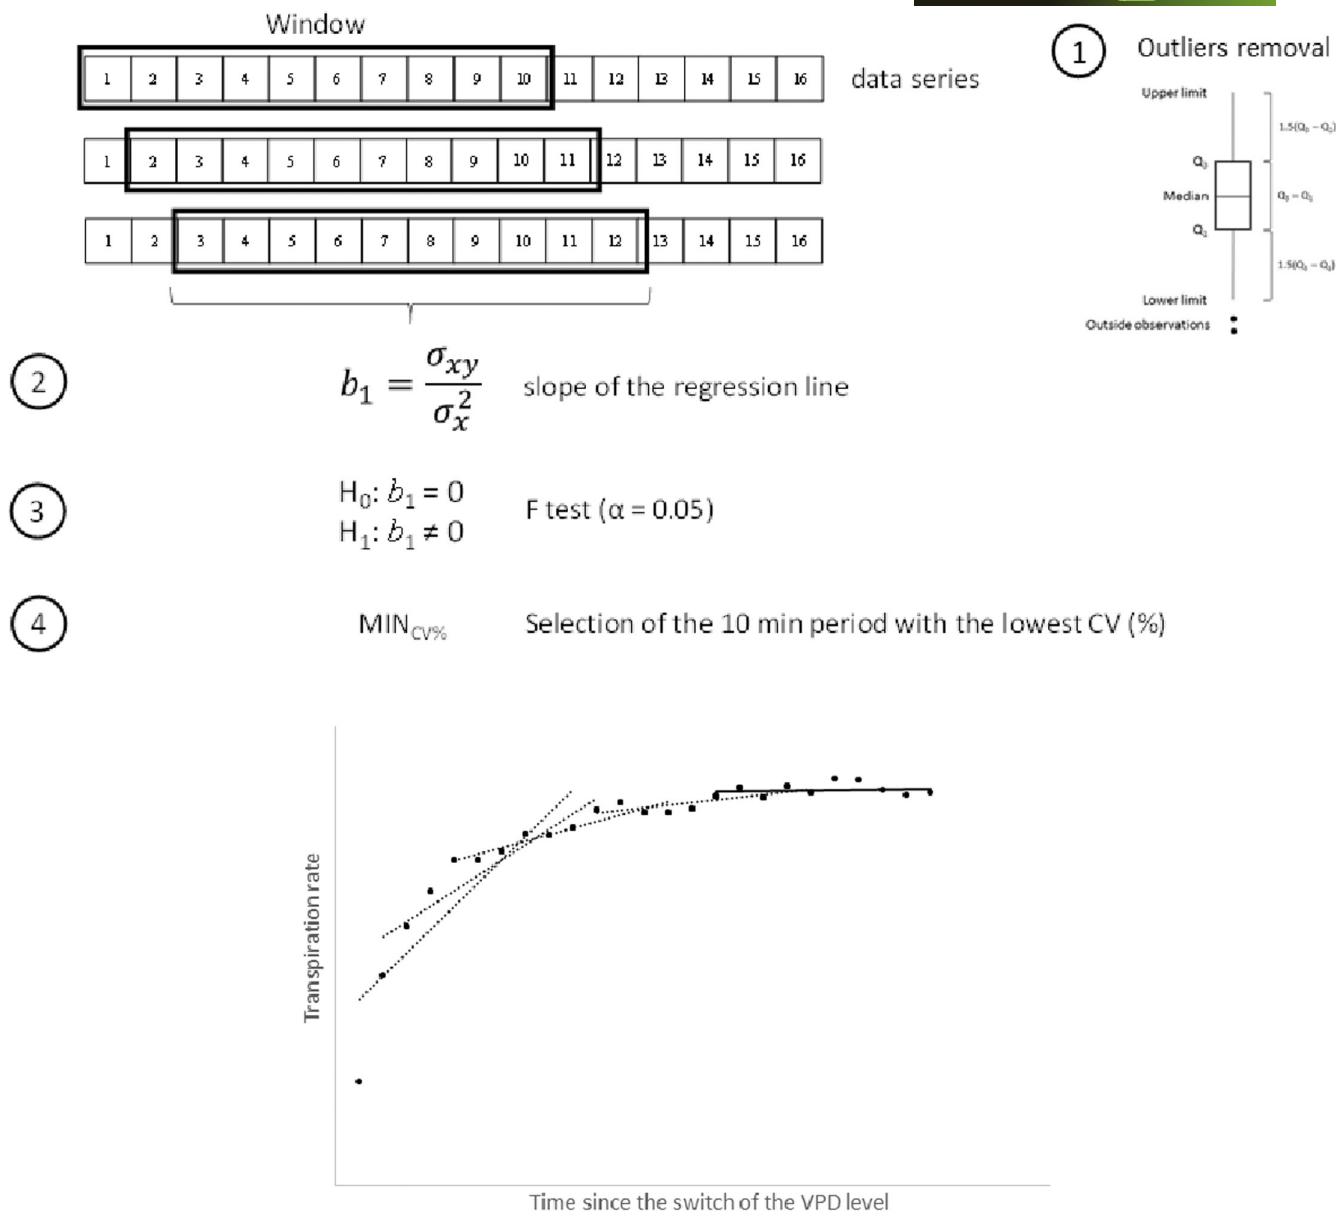 Window
1 2 3 4 5 6 7 8 9 10 11 12 13 14 15 16 data series
1 2 3 4 5 6 7 8 9 10 11 12 13 14 15 16
1 2 3 4 5 6 7 8 9 10 11 12 13 14 15 16
1 Outliers removal
Upper limit
1.5(Q₃ – Q₁)
Q₃
Median
Q₃ – Q₁
Q₁
1.5(Q₃ – Q₁)
Lower limit
Outside observations
2 b₁ = σxy / σx² slope of the regression line
3 H₀: b₁ = 0
H₁: b₁ ≠ 0
F test (α = 0.05)
4 MIN CV% Selection of the 10 min period with the lowest CV (%)
Transpiration rate
Time since the switch of the VPD level